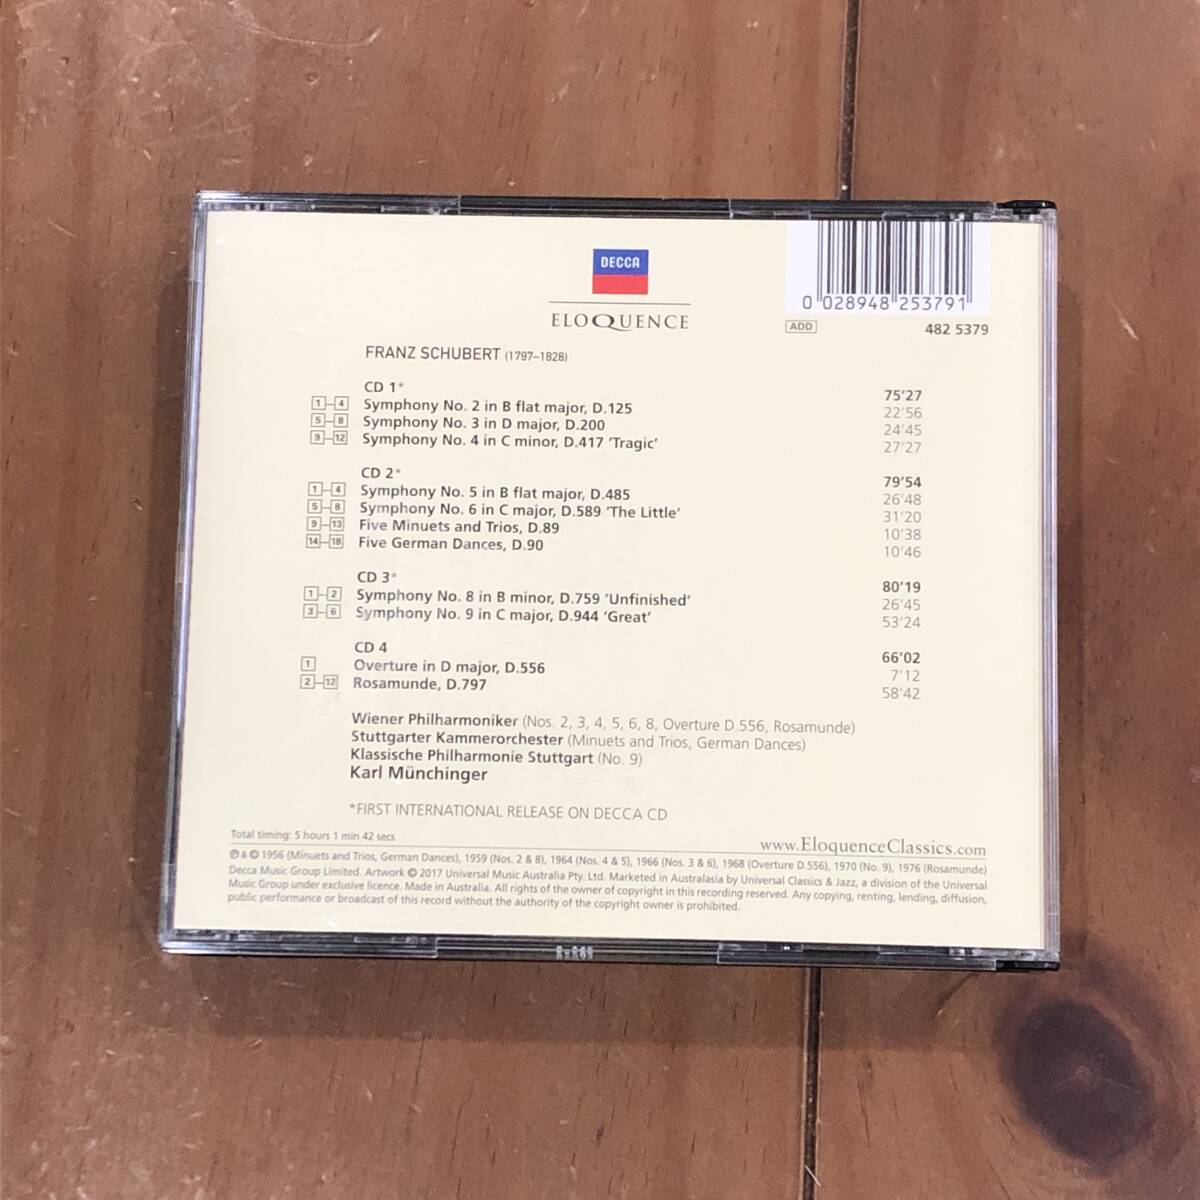 DECCA
ELOQUENCE
0 028948 253791
ADD
482 5379
FRANZ SCHUBERT (1797–1828)
CD 1* 75'27
1–4 Symphony No. 2 in B flat major, D.125 22'56
5–8 Symphony No. 3 in D major, D.200 24'45
9–12 Symphony No. 4 in C minor, D.417 'Tragic' 27'27
CD 2* 79'54
1–4 Symphony No. 5 in B flat major, D.485 26'48
5–8 Symphony No. 6 in C major, D.589 'The Little' 31'20
9–13 Five Minuets and Trios, D.89 10'38
14–18 Five German Dances, D.90 10'46
CD 3* 80'19
1–2 Symphony No. 8 in B minor, D.759 'Unfinished' 26'45
3–6 Symphony No. 9 in C major, D.944 'Great' 53'24
CD 4 66'02
1 Overture in D major, D.556 7'12
2–12 Rosamunde, D.797 58'42
Wiener Philharmoniker (Nos. 2, 3, 4, 5, 6, 8, Overture D.556, Rosamunde)
Stuttgarter Kammerorchester (Minuets and Trios, German Dances)
Klassische Philharmonie Stuttgart (No. 9)
Karl Münchinger
*FIRST INTERNATIONAL RELEASE ON DECCA CD
Total timing: 5 hours 1 min 42 secs
www.EloquenceClassics.com
℗ & © 1956 (Minuets and Trios, German Dances), 1959 (Nos. 2 & 8), 1964 (Nos. 4 & 5), 1966 (Nos. 3 & 6), 1968 (Overture D.556), 1970 (No. 9), 1976 (Rosamunde)
Decca Music Group Limited. Artwork © 2017 Universal Music Australia Pty. Ltd. Marketed in Australasia by Universal Classics & Jazz, a division of the Universal
Music Group under exclusive licence. Made in Australia. All rights of the owner of copyright in this recording reserved. Any copying, renting, lending, diffusion,
public performance or broadcast of this record without the authority of the copyright owner is prohibited.